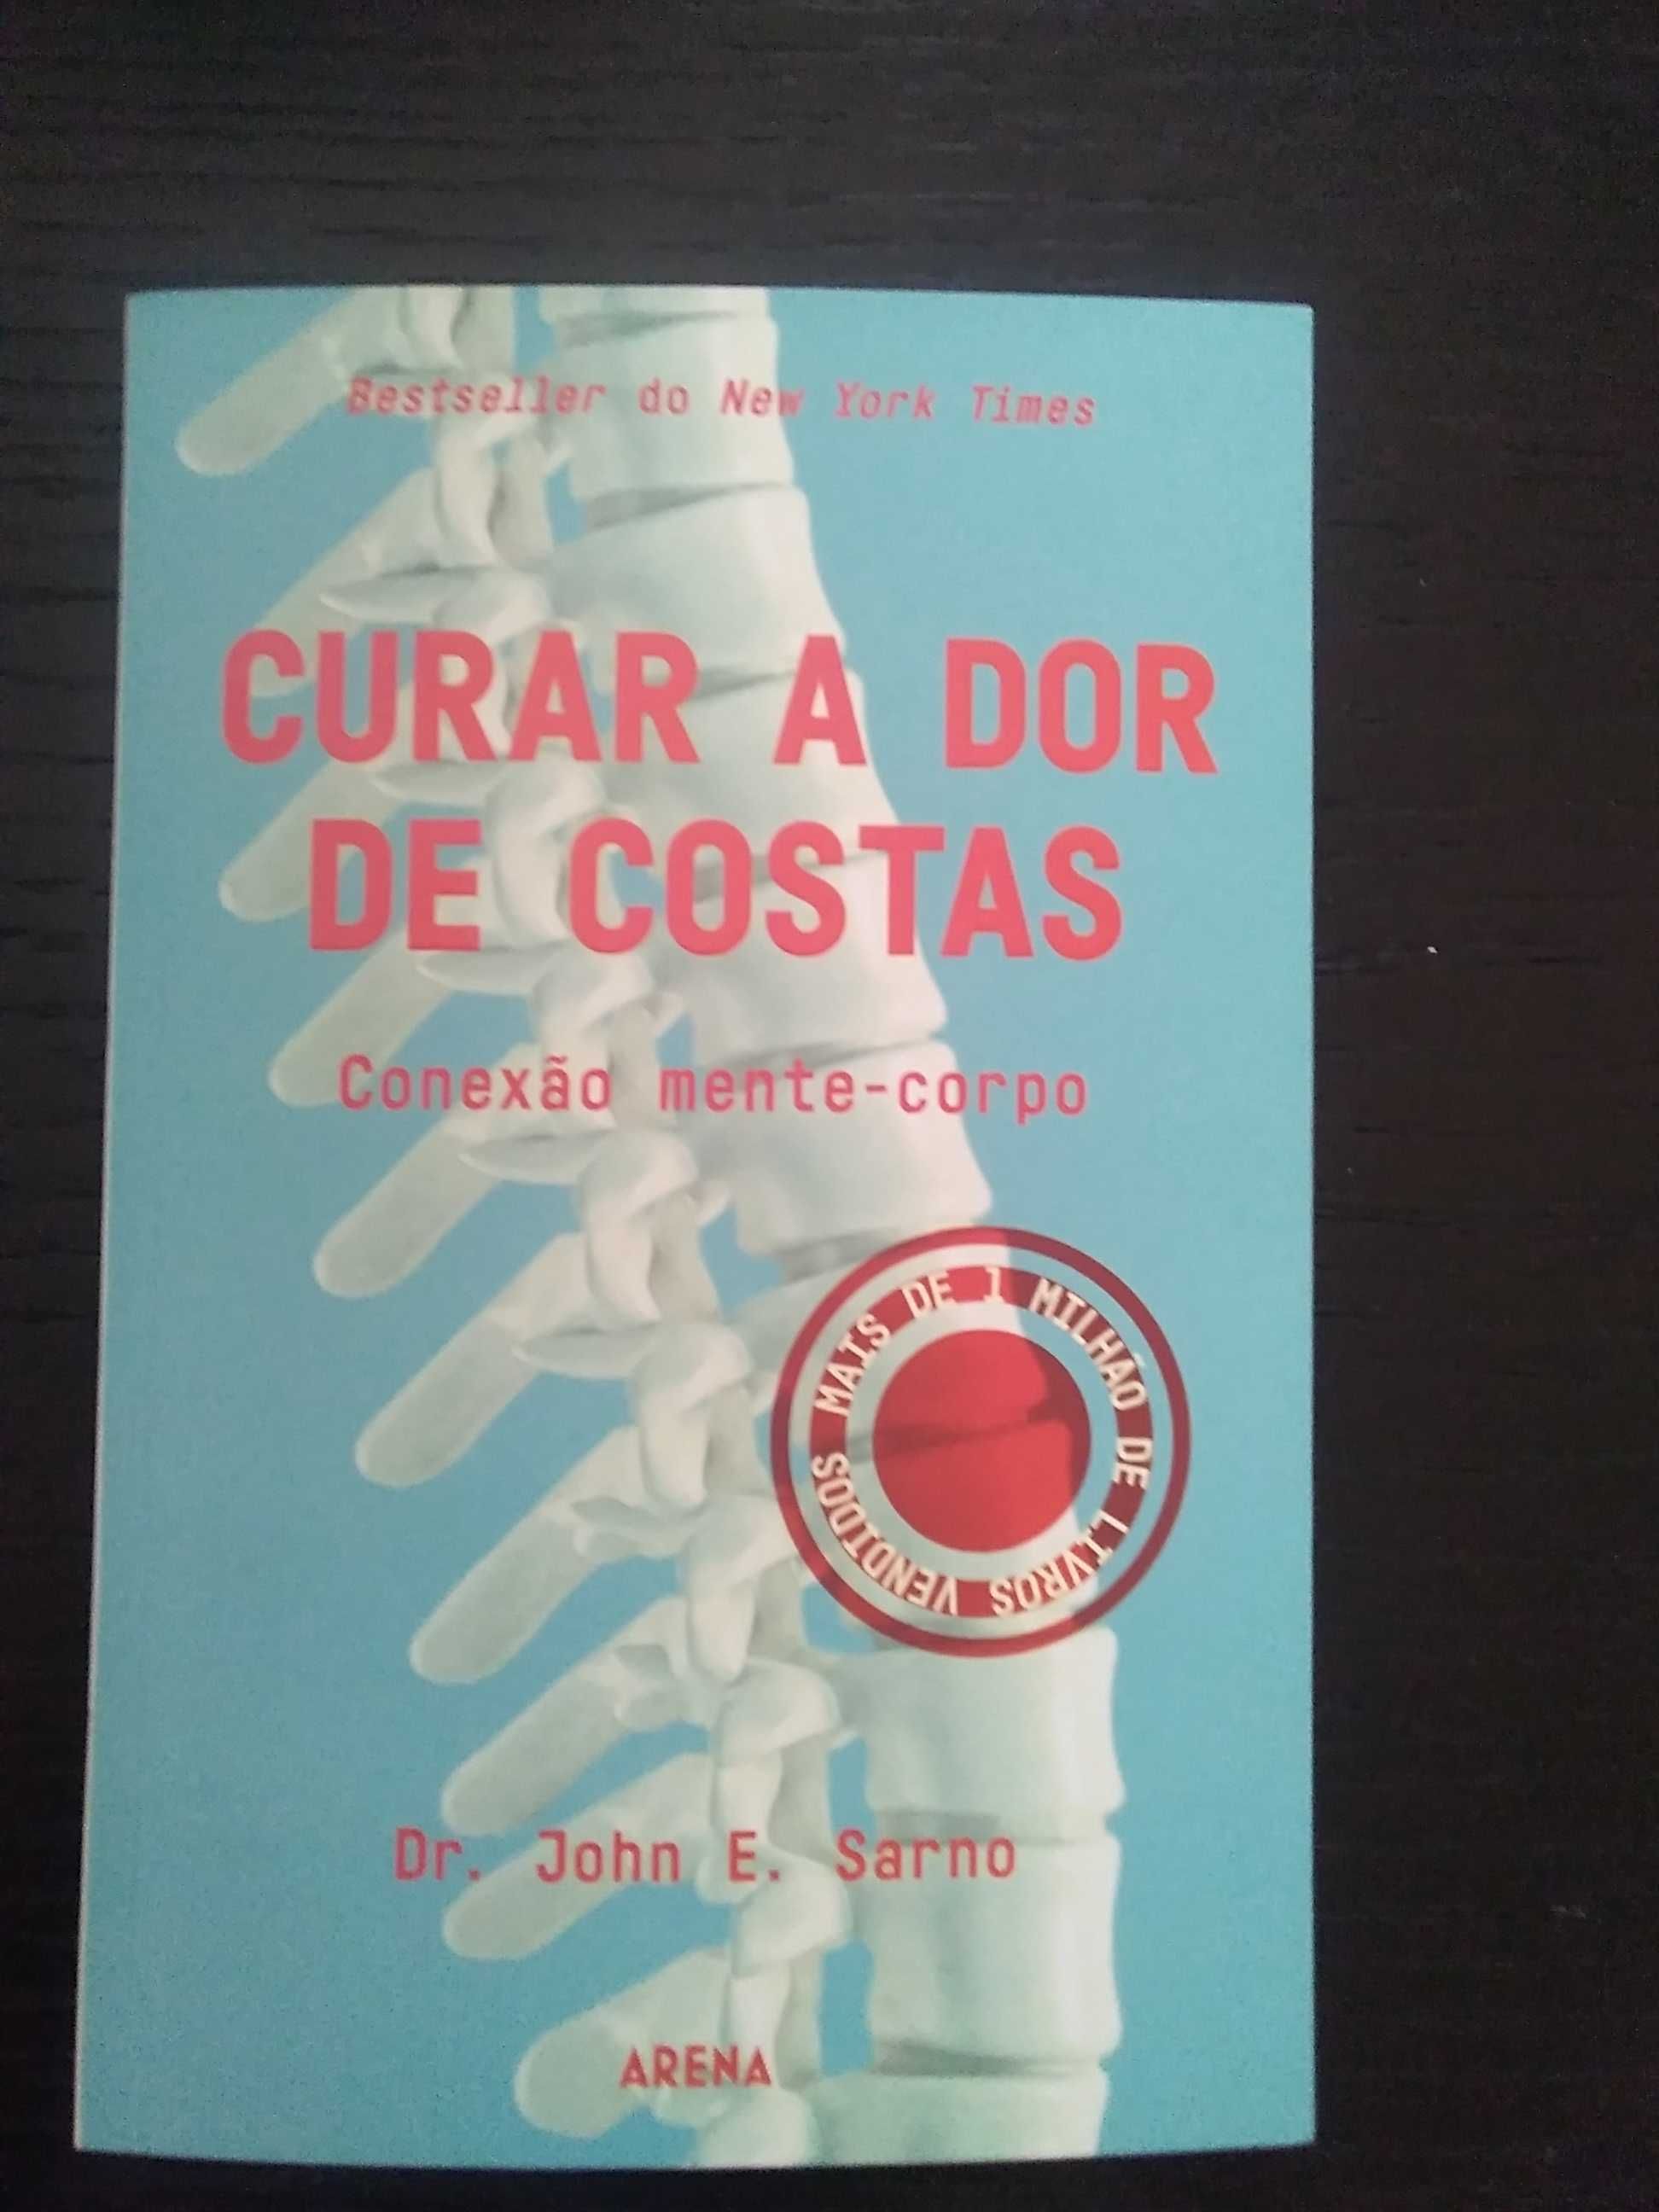 Bestseller do New York Times
CURAR A DOR
DE COSTAS
Conexão mente-corpo
MAIS DE 1 MILHÃO DE LIVROS VENDIDOS
Dr. John E. Sarno
ARENA